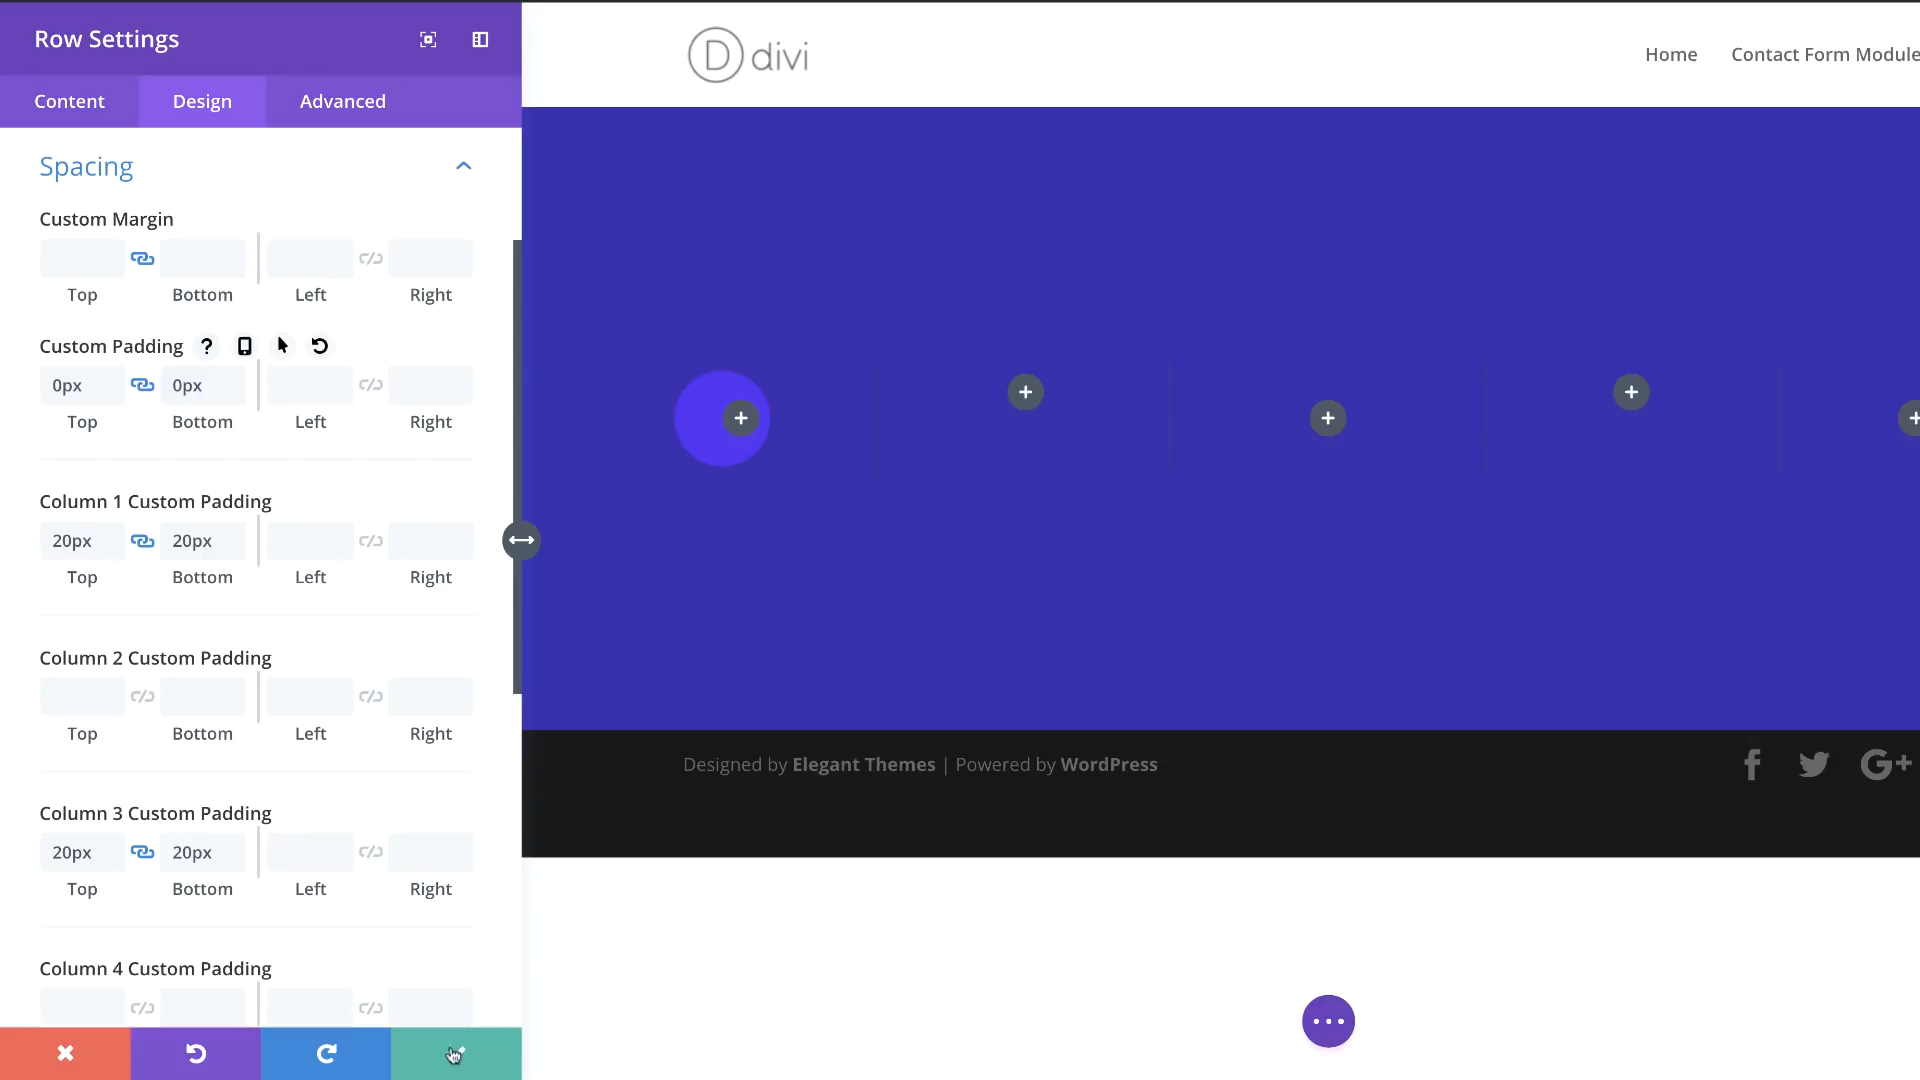 Row Settings
Content Design Advanced
Spacing
Custom Margin
Top Bottom Left Right
Custom Padding ?
0px 0px
Top Bottom Left Right
Column 1 Custom Padding
20px 20px
Top Bottom Left Right
Column 2 Custom Padding
Top Bottom Left Right
Column 3 Custom Padding
20px 20px
Top Bottom Left Right
Column 4 Custom Padding
D divi
Home Contact Form Module
Designed by Elegant Themes | Powered by WordPress
G+